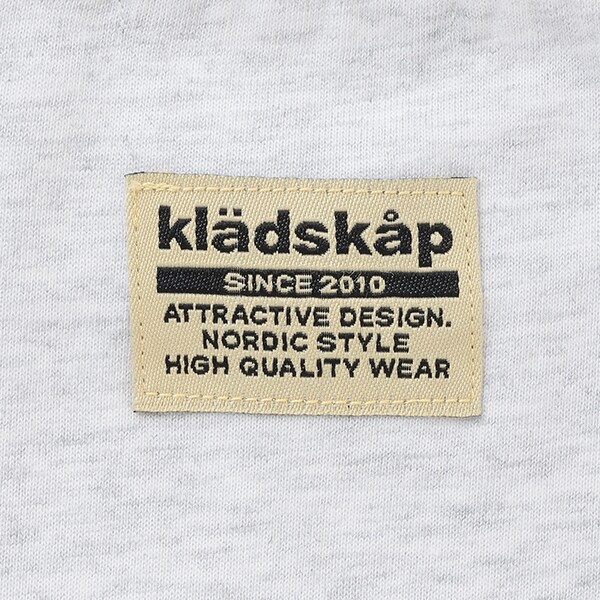 klädskåp
SINCE 2010
ATTRACTIVE DESIGN.
NORDIC STYLE
HIGH QUALITY WEAR